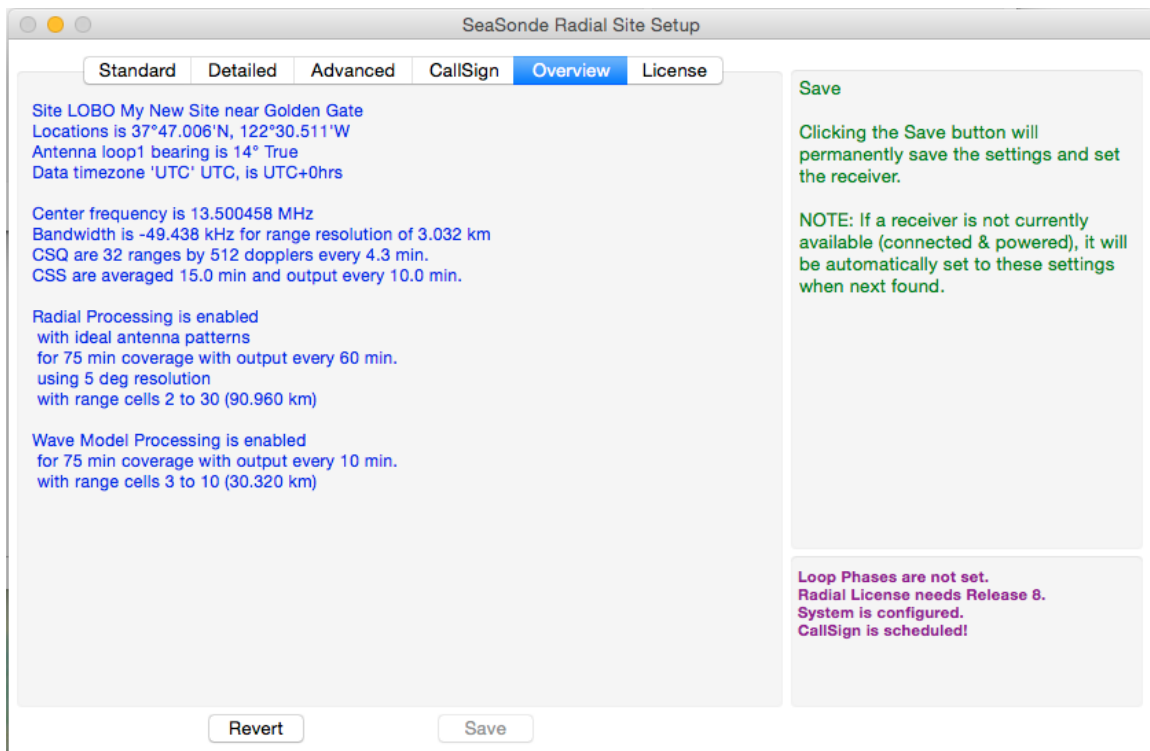 SeaSonde Radial Site Setup
Standard Detailed Advanced CallSign Overview License
Site LOBO My New Site near Golden Gate
Locations is 37°47.006'N, 122°30.511'W
Antenna loop1 bearing is 14° True
Data timezone 'UTC' UTC, is UTC+0hrs
Center frequency is 13.500458 MHz
Bandwidth is -49.438 kHz for range resolution of 3.032 km
CSQ are 32 ranges by 512 dopplers every 4.3 min.
CSS are averaged 15.0 min and output every 10.0 min.
Radial Processing is enabled
with ideal antenna patterns
for 75 min coverage with output every 60 min.
using 5 deg resolution
with range cells 2 to 30 (90.960 km)
Wave Model Processing is enabled
for 75 min coverage with output every 10 min.
with range cells 3 to 10 (30.320 km)
Save
Clicking the Save button will
permanently save the settings and set
the receiver.
NOTE: If a receiver is not currently
available (connected & powered), it will
be automatically set to these settings
when next found.
Loop Phases are not set.
Radial License needs Release 8.
System is configured.
CallSign is scheduled!
Revert Save